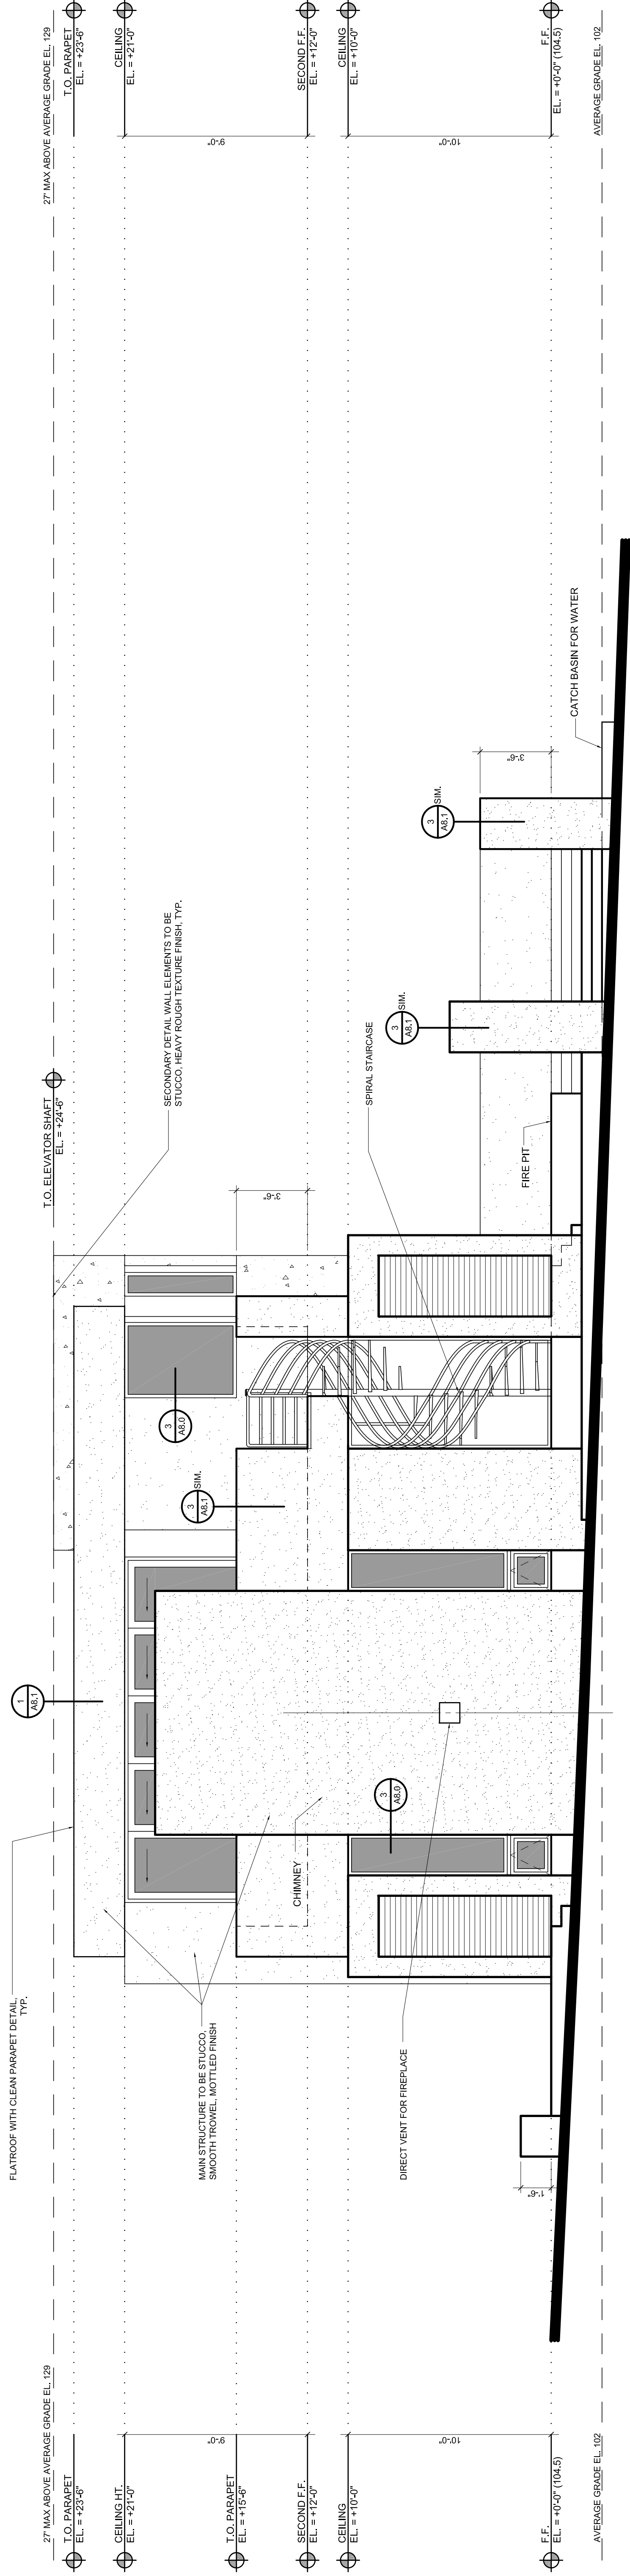 27' MAX ABOVE AVERAGE GRADE EL. 129
T.O. PARAPET
EL. = +23'-6"
CEILING HT.
EL. = +21'-0"
T.O. PARAPET
EL. = +15'-6"
SECOND F.F.
EL. = +12'-0"
CEILING
EL. = +10'-0"
F.F.
EL. = +0'-0" (104.5)
AVERAGE GRADE EL. 102
9'-0"
10'-0"
1'-6"
FLATROOF WITH CLEAN PARAPET DETAIL,
TYP.
MAIN STRUCTURE TO BE STUCCO,
SMOOTH TROWEL, MOTTLED FINISH
DIRECT VENT FOR FIREPLACE
CHIMNEY
3
A8.0
1
A8.1
3
A8.1
SIM.
3
A8.0
T.O. ELEVATOR SHAFT
EL. = +24'-6"
3'-6"
SECONDARY DETAIL WALL ELEMENTS TO BE
STUCCO, HEAVY ROUGH TEXTURE FINISH, TYP.
SPIRAL STAIRCASE
FIRE PIT
3
A8.1
SIM.
3
A8.1
SIM.
3'-6"
CATCH BASIN FOR WATER
27' MAX ABOVE AVERAGE GRADE EL. 129
T.O. PARAPET
EL. = +23'-6"
CEILING
EL. = +21'-0"
SECOND F.F.
EL. = +12'-0"
CEILING
EL. = +10'-0"
F.F.
EL. = +0'-0" (104.5)
AVERAGE GRADE EL. 102
9'-0"
10'-0"